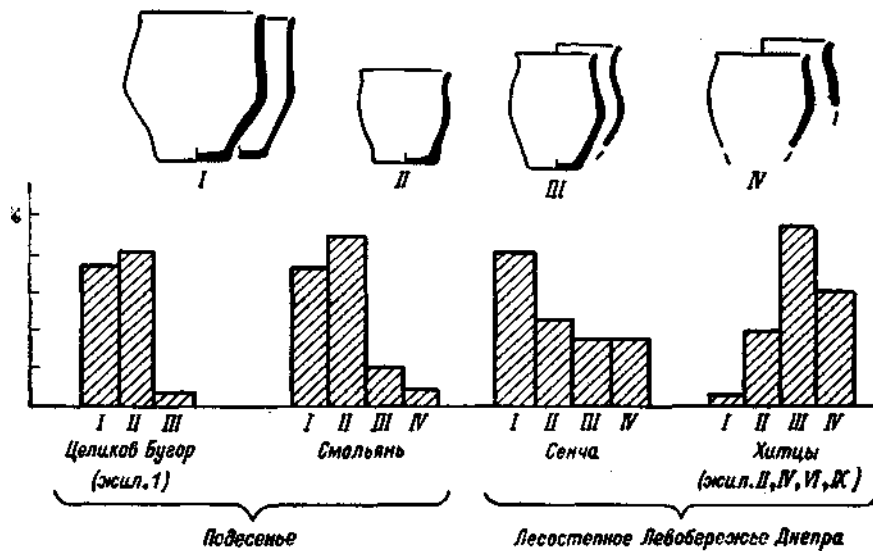 I II III IV
%
I II III I II III IV I II III IV I II III IV
Целиков Бугор Смольянь Сенча Хитцы
(жил. 1) (жил. II, IV, VI, IX)
Подесенье Лесостепное Левобережье Днепра